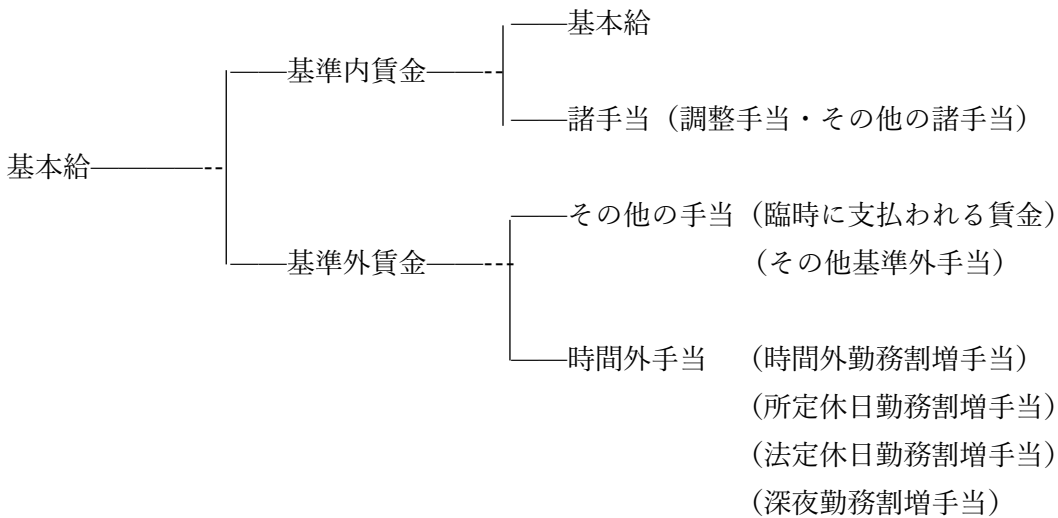 基本給
基準内賃金
諸手当（調整手当・その他の諸手当）
基本給
その他の手当（臨時に支払われる賃金）
基準外賃金 （その他基準外手当）
時間外手当 （時間外勤務割増手当）
（所定休日勤務割増手当）
（法定休日勤務割増手当）
（深夜勤務割増手当）